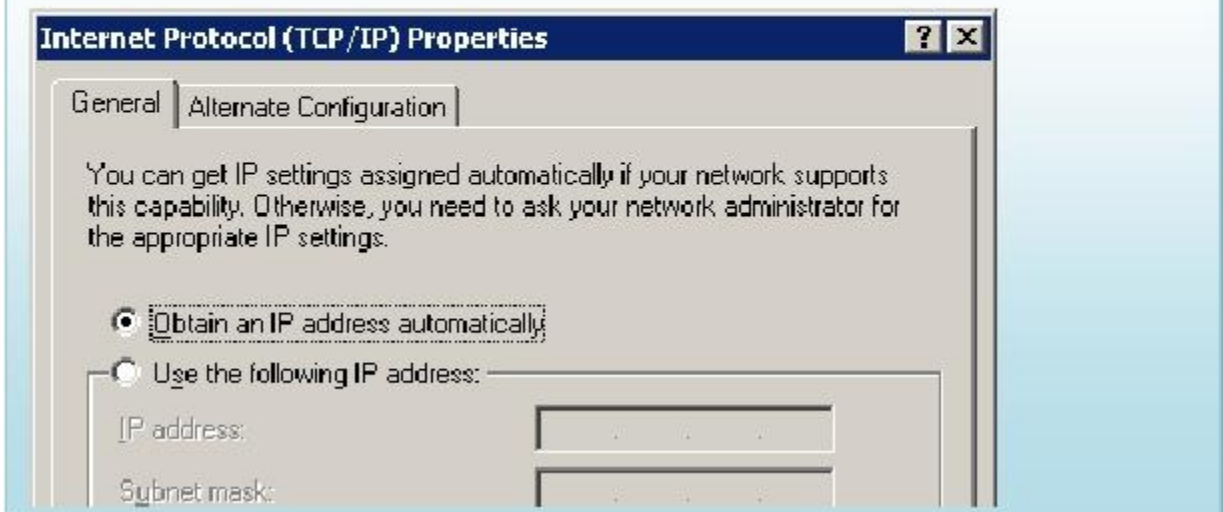 Internet Protocol (TCP/IP) Properties
General
Alternate Configuration
You can get IP settings assigned automatically if your network supports
this capability. Otherwise, you need to ask your network administrator for
the appropriate IP settings.
Obtain an IP address automatically
Use the following IP address:
IP address:
Subnet mask: